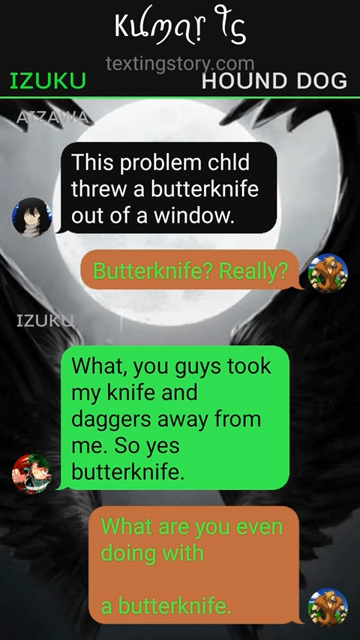 Kumar Is
textingstory.com
IZUKU HOUND DOG
AIZAWA
This problem chld
threw a butterknife
out of a window.
Butterknife? Really?
IZUKU
What, you guys took
my knife and
daggers away from
me. So yes
butterknife.
What are you even
doing with
a butterknife.